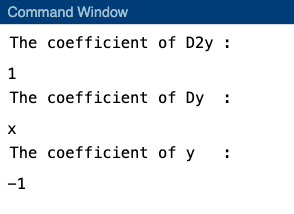 Command Window
The coefficient of D2y :
1
The coefficient of Dy  :
x
The coefficient of y   :
-1